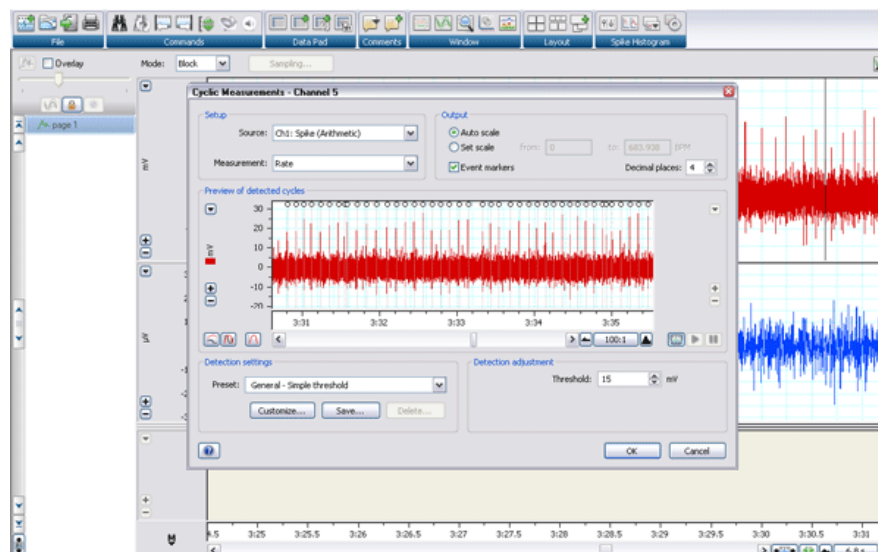 File Commands Data Pad Comments Window Layout Spike Histogram
Overlay Mode: Block Sampling...
page 1
Cyclic Measurements - Channel 5
Setup
Source: Ch1: Spike (Arithmetic)
Measurement: Rate
Output
Auto scale
Set scale from: 0 to: 683.938 BPM
Event markers Decimal places: 4
Preview of detected cycles
30
20
10
0
-10
-20
mV
3:31 3:32 3:33 3:34 3:35
100:1
Detection settings
Preset: General - Simple threshold
Customize... Save... Delete...
Detection adjustment
Threshold: 15 mV
OK Cancel
mV
µV
3:25 3:25.5 3:26 3:26.5 3:27 3:27.5 3:28 3:28.5 3:29 3:29.5 3:30 3:30.5 3:31